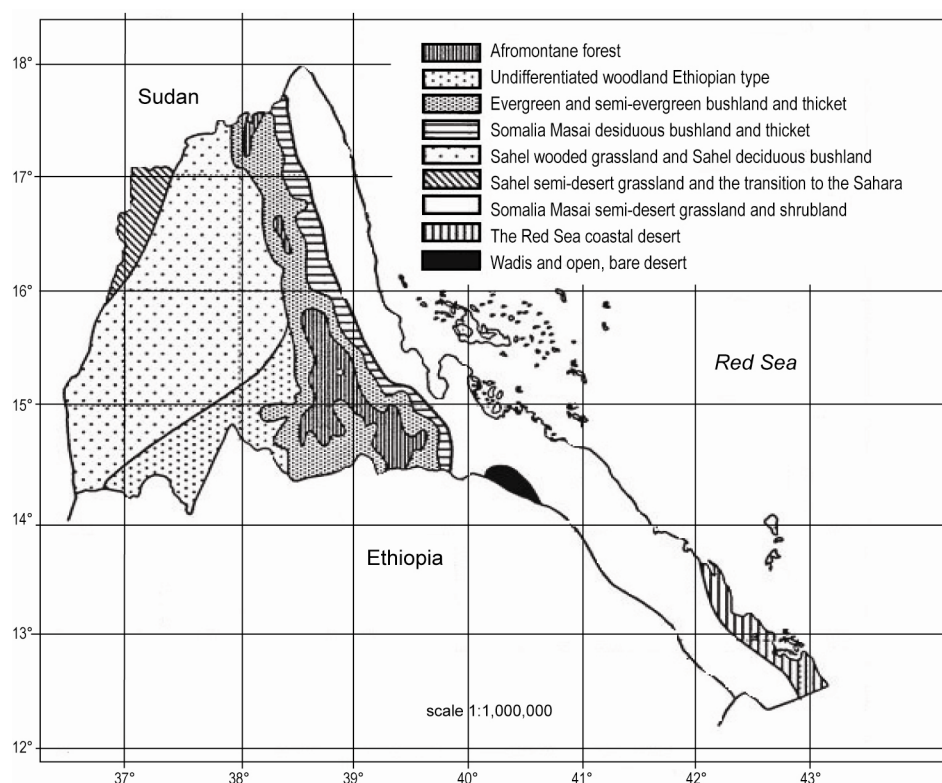 18°
17°
16°
15°
14°
13°
12°
Sudan
Afromontane forest
Undifferentiated woodland Ethiopian type
Evergreen and semi-evergreen bushland and thicket
Somalia Masai desiduous bushland and thicket
Sahel wooded grassland and Sahel deciduous bushland
Sahel semi-desert grassland and the transition to the Sahara
Somalia Masai semi-desert grassland and shrubland
The Red Sea coastal desert
Wadis and open, bare desert
Red Sea
Ethiopia
scale 1:1,000,000
37°
38°
39°
40°
41°
42°
43°